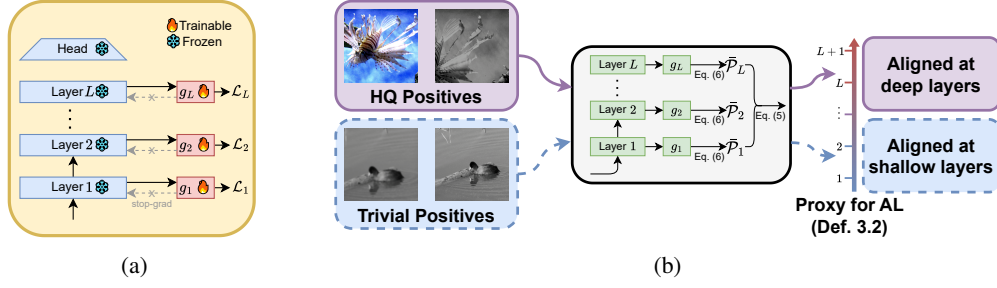 Trainable
Frozen
Head
Layer L
g_L
ℒ_L
⋮
Layer 2
g_2
ℒ_2
Layer 1
g_1
ℒ_1
stop-grad
(a)
HQ Positives
Trivial Positives
Layer L
g_L
Eq. (6)
P̄_L
⋮
Layer 2
g_2
Eq. (6)
P̄_2
Layer 1
g_1
Eq. (6)
P̄_1
Eq. (5)
L + 1
L
⋮
2
1
Proxy for AL
(Def. 3.2)
Aligned at
deep layers
Aligned at
shallow layers
(b)